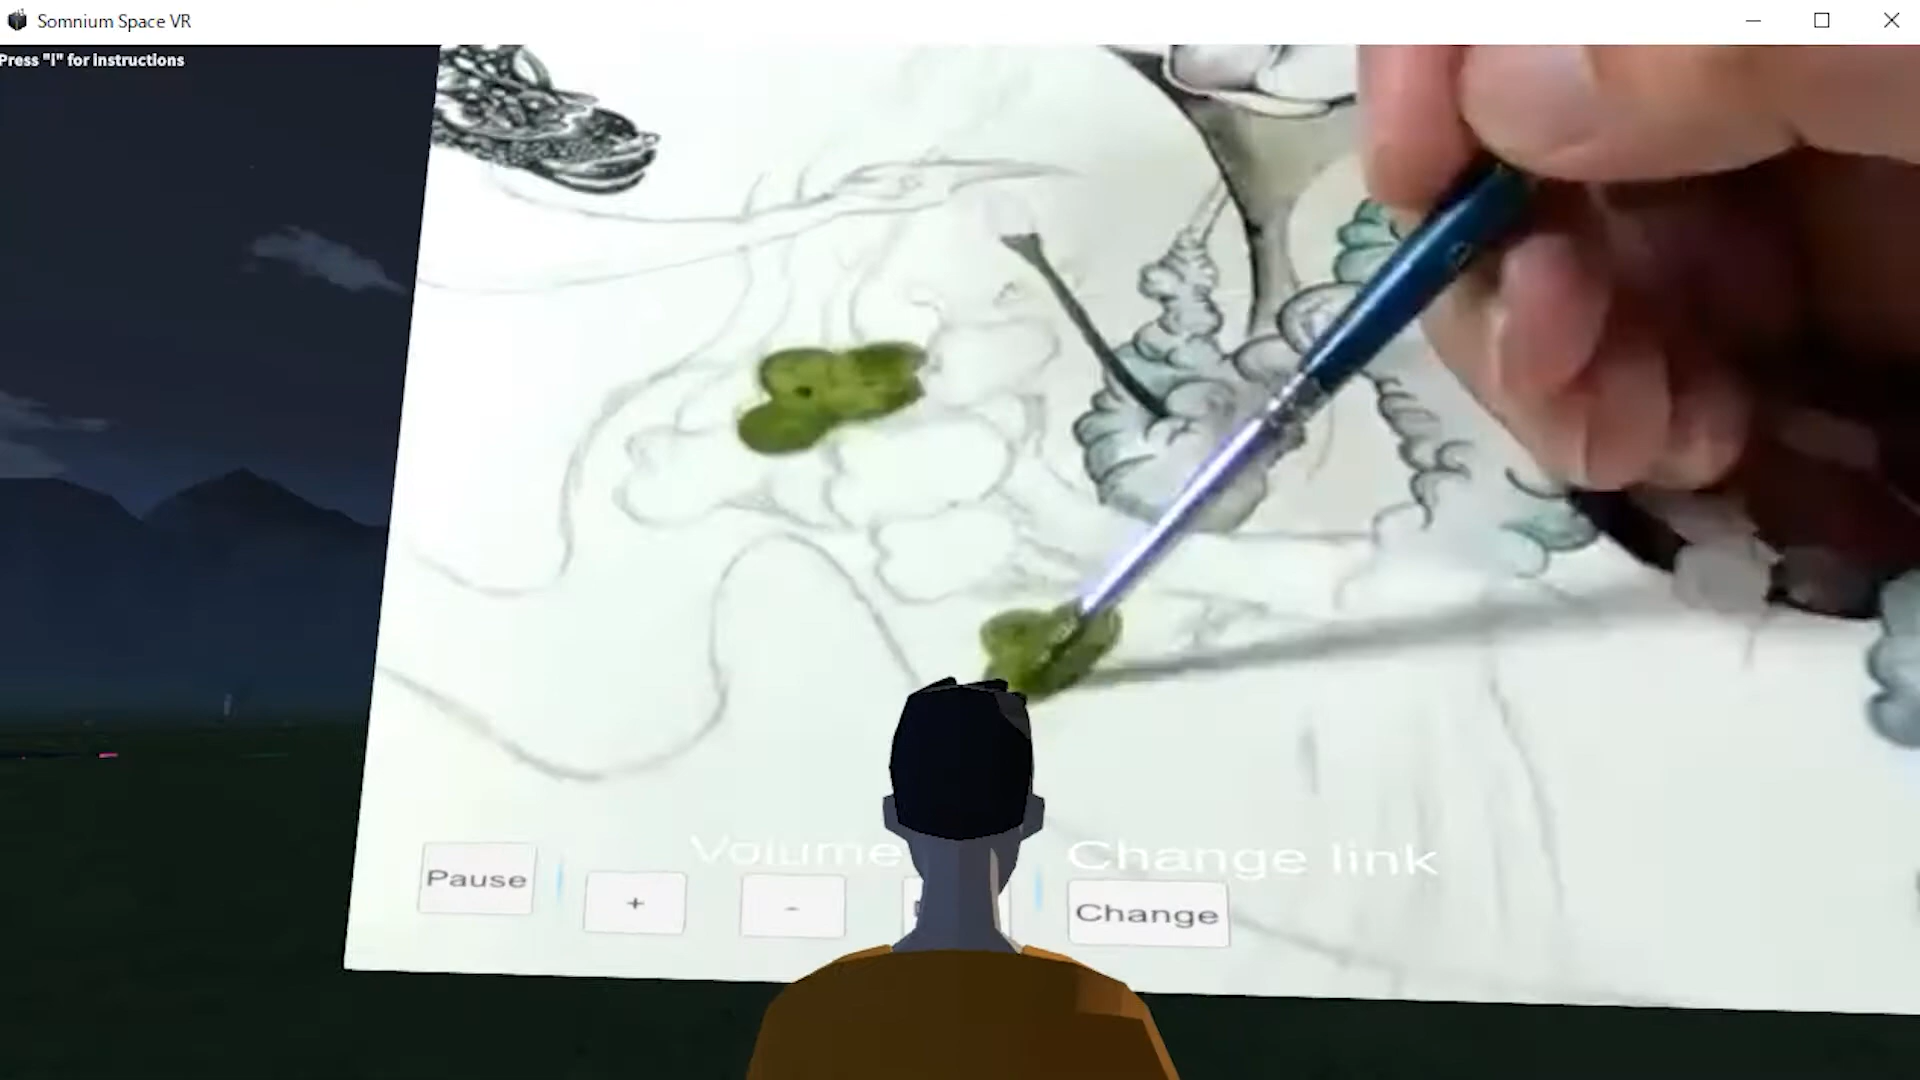 Somnium Space VR
Press "I" for Instructions
Volume
Change link
Pause
+
-
Change